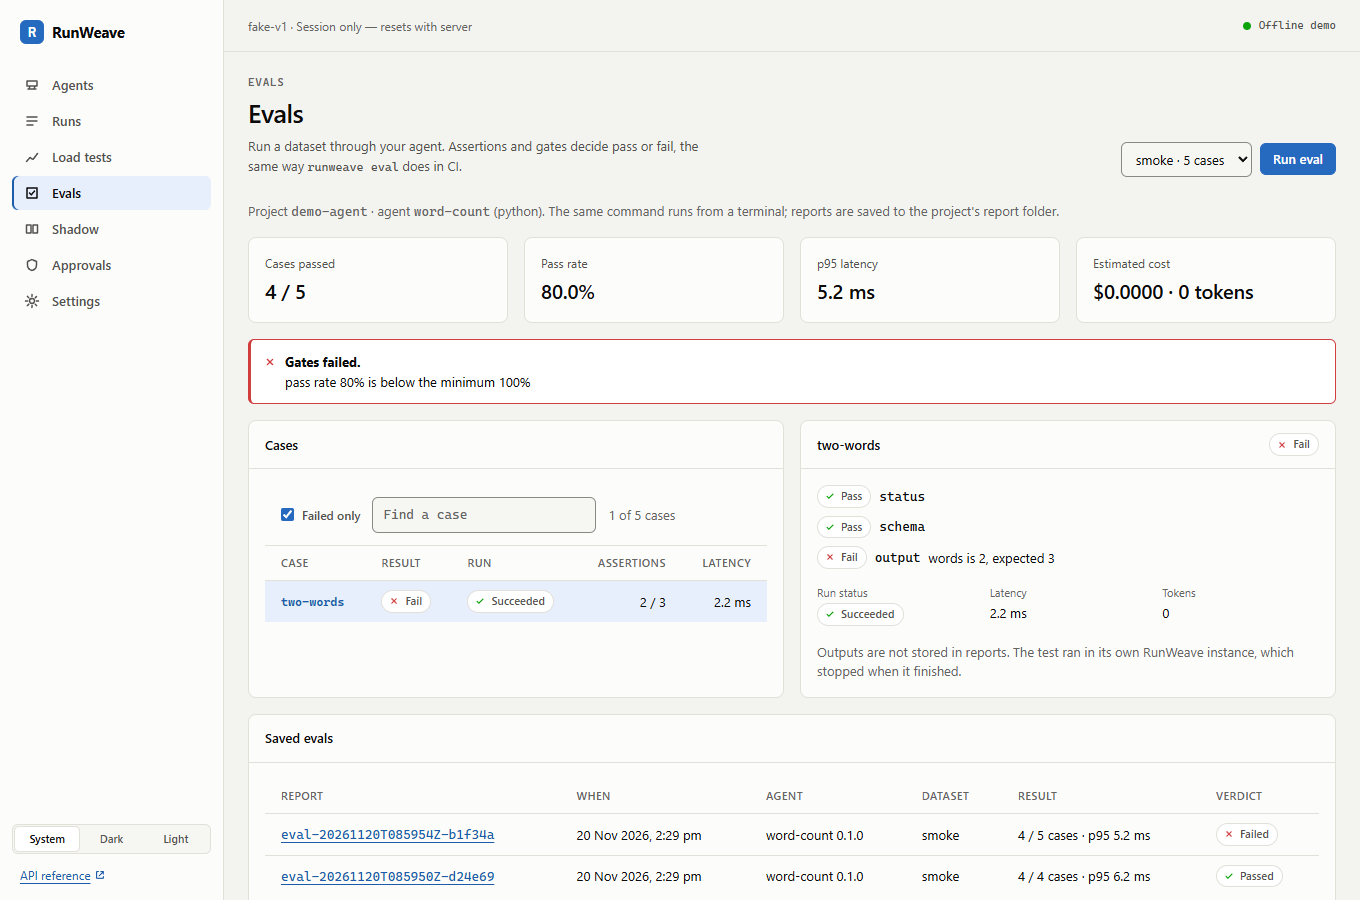 R RunWeave
Agents
Runs
Load tests
Evals
Shadow
Approvals
Settings
System Dark Light
API reference
fake-v1 · Session only — resets with server
Offline demo
EVALS
Evals
Run a dataset through your agent. Assertions and gates decide pass or fail, the
same way runweave eval does in CI.
smoke · 5 cases
Run eval
Project demo-agent · agent word-count (python). The same command runs from a terminal; reports are saved to the project's report folder.
Cases passed
4 / 5
Pass rate
80.0%
p95 latency
5.2 ms
Estimated cost
$0.0000 · 0 tokens
Gates failed.
pass rate 80% is below the minimum 100%
Cases
Failed only
Find a case
1 of 5 cases
CASE RESULT RUN ASSERTIONS LATENCY
two-words Fail Succeeded 2 / 3 2.2 ms
two-words
Fail
Pass status
Pass schema
Fail output words is 2, expected 3
Run status Latency Tokens
Succeeded 2.2 ms 0
Outputs are not stored in reports. The test ran in its own RunWeave instance, which
stopped when it finished.
Saved evals
REPORT WHEN AGENT DATASET RESULT VERDICT
eval-20261120T085954Z-b1f34a 20 Nov 2026, 2:29 pm word-count 0.1.0 smoke 4 / 5 cases · p95 5.2 ms Failed
eval-20261120T085950Z-d24e69 20 Nov 2026, 2:29 pm word-count 0.1.0 smoke 4 / 4 cases · p95 6.2 ms Passed